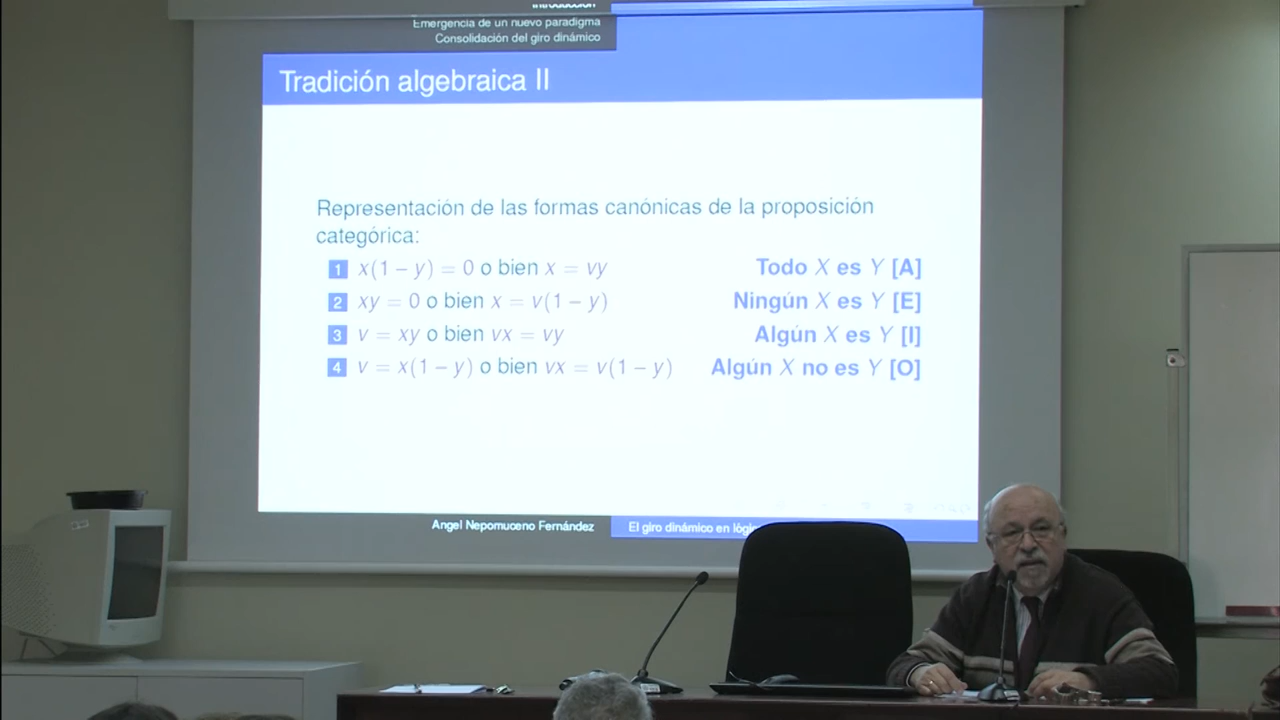 Introducción
Emergencia de un nuevo paradigma
Consolidación del giro dinámico
Tradición algebraica II
Representación de las formas canónicas de la proposición
categórica:
1 x(1 − y) = 0 o bien x = vy Todo X es Y [A]
2 xy = 0 o bien x = v(1 − y) Ningún X es Y [E]
3 v = xy o bien vx = vy Algún X es Y [I]
4 v = x(1 − y) o bien vx = v(1 − y) Algún X no es Y [O]
Angel Nepomuceno Fernández El giro dinámico en